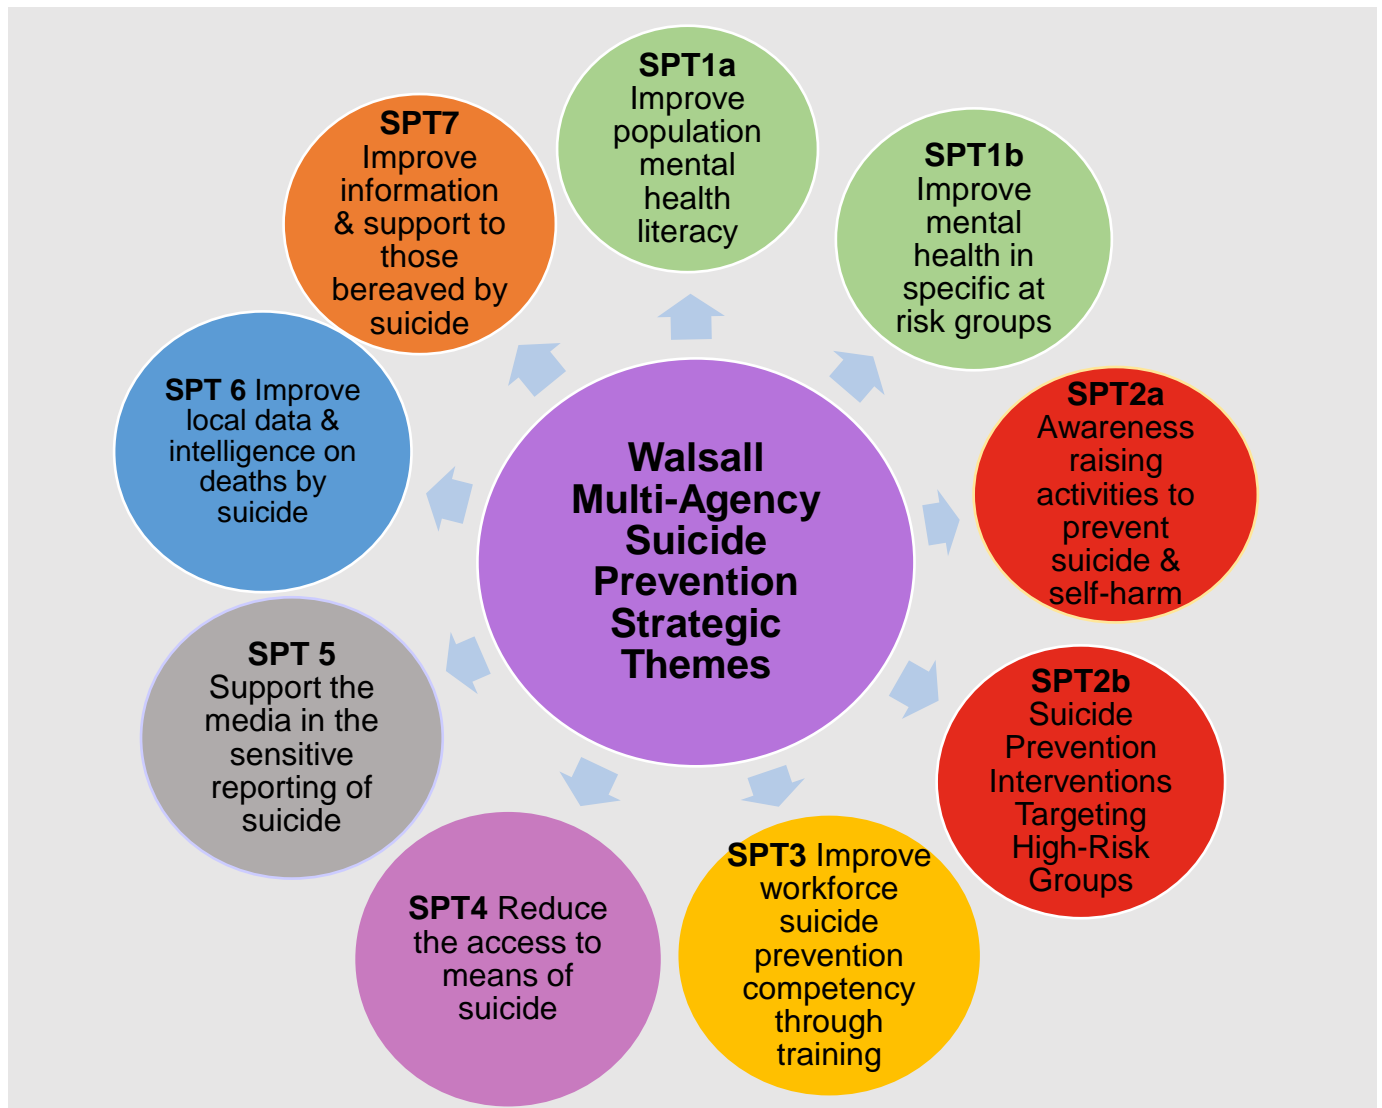 SPT1a
Improve
population
mental
health
literacy
SPT1b
Improve
mental
health in
specific at
risk groups
SPT2a
Awareness
raising
activities to
prevent
suicide &
self-harm
SPT2b
Suicide
Prevention
Interventions
Targeting
High-Risk
Groups
SPT3 Improve
workforce
suicide
prevention
competency
through
training
SPT4 Reduce
the access to
means of
suicide
SPT 5
Support the
media in the
sensitive
reporting of
suicide
SPT 6 Improve
local data &
intelligence on
deaths by
suicide
SPT7
Improve
information
& support to
those
bereaved by
suicide
Walsall
Multi-Agency
Suicide
Prevention
Strategic
Themes